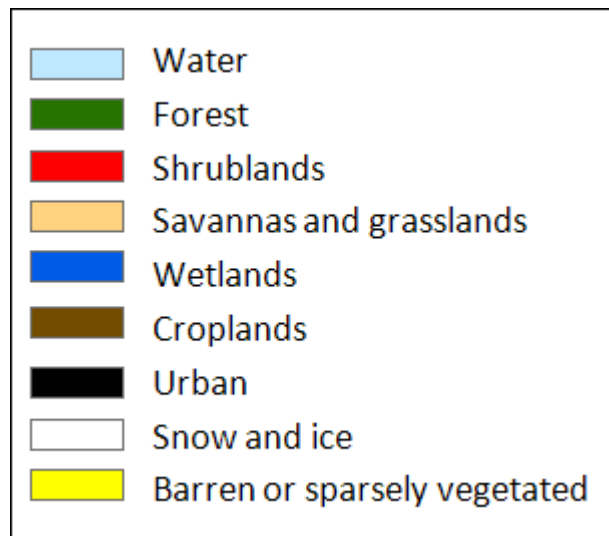 Water
Forest
Shrublands
Savannas and grasslands
Wetlands
Croplands
Urban
Snow and ice
Barren or sparsely vegetated